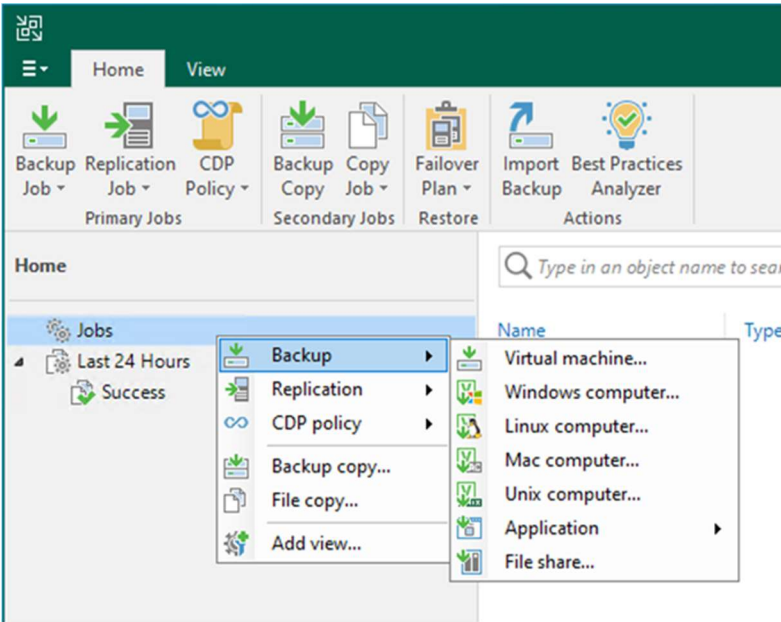 Home View
Backup Replication CDP Backup Copy Failover Import Best Practices
Job Job Policy Copy Job Plan Backup Analyzer
Primary Jobs Secondary Jobs Restore Actions
Home
Type in an object name to sear
Jobs
Name Type
Last 24 Hours
Success
Backup
Replication
CDP policy
Backup copy...
File copy...
Add view...
Virtual machine...
Windows computer...
Linux computer...
Mac computer...
Unix computer...
Application
File share...